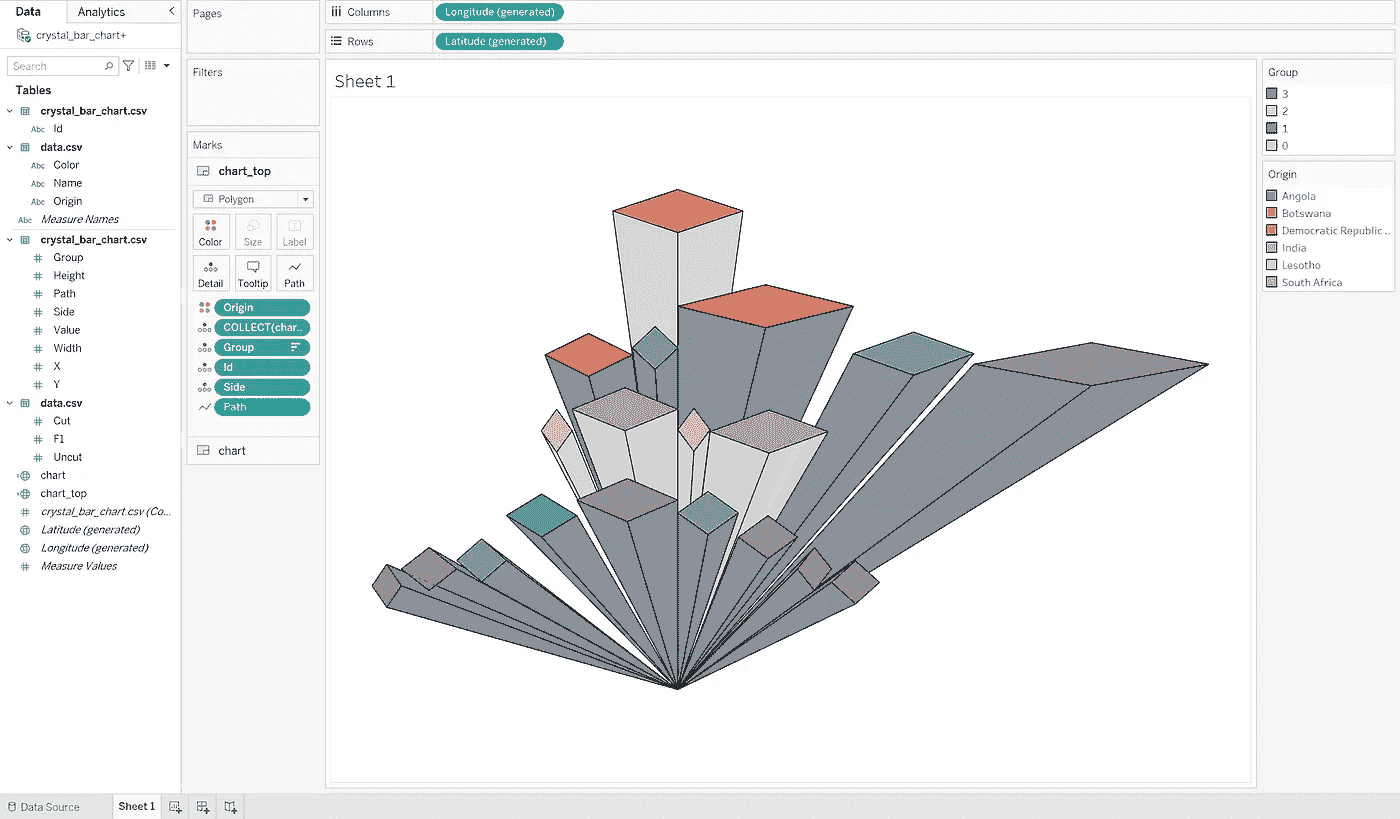 Data
Analytics
crystal_bar_chart+
Search
Tables
crystal_bar_chart.csv
Abc Id
data.csv
Abc Color
Abc Name
Abc Origin
Abc Measure Names
crystal_bar_chart.csv
Group
Height
Path
Side
Value
Width
X
Y
data.csv
Cut
F1
Uncut
chart
chart_top
crystal_bar_chart.csv (Co...
Latitude (generated)
Longitude (generated)
Measure Values
Pages
Filters
Marks
chart_top
Polygon
Color Size Label
Detail Tooltip Path
Origin
COLLECT(char..
Group
Id
Side
Path
chart
Columns Longitude (generated)
Rows Latitude (generated)
Sheet 1
Group
3
2
1
0
Origin
Angola
Botswana
Democratic Republic ..
India
Lesotho
South Africa
Data Source
Sheet 1